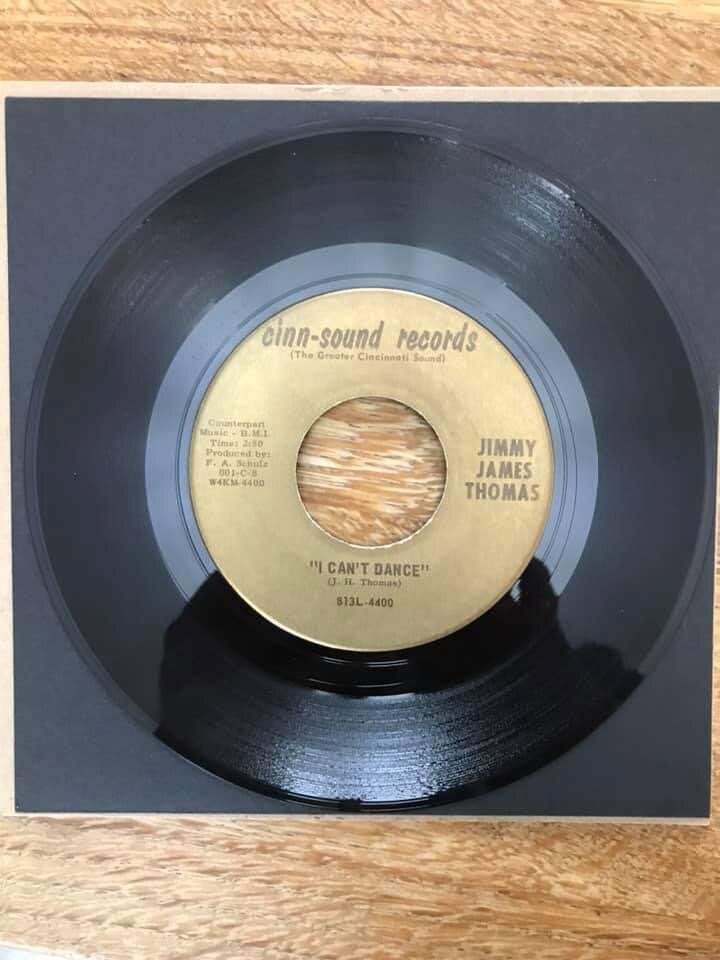 cinn-sound records
(The Greater Cincinnati Sound)
Counterpart
Music - B.M.I.
Time: 2:50
Produced by:
F. A. Schulz
001-C-8
W4KM-4400
JIMMY
JAMES
THOMAS
"I CAN'T DANCE"
(J. H. Thomas)
813L-4400